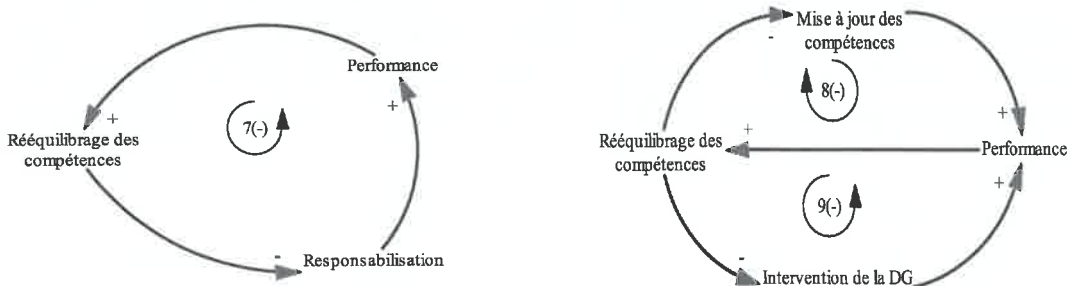 Performance
+
+
7(-)
Rééquilibrage des
compétences
-
Responsabilisation
Mise à jour des
compétences
-
8(-)
+
+
Rééquilibrage des
compétences
Performance
+
9(-)
-
Intervention de la DG